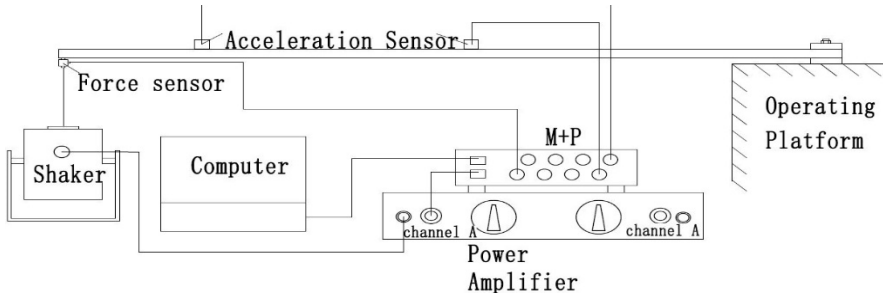 Acceleration Sensor
Force sensor
Operating
Platform
M+P
Computer
Shaker
channel A
channel A
Power
Amplifier